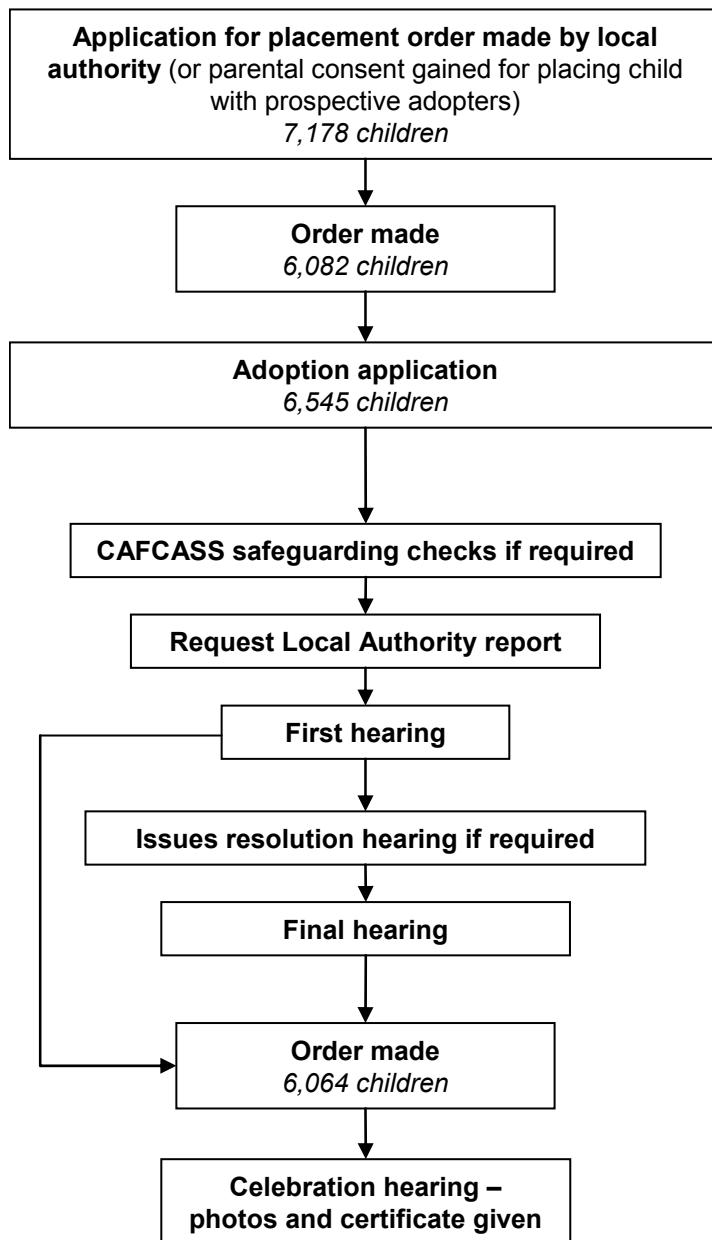 Application for placement order made by local
authority (or parental consent gained for placing child
with prospective adopters)
7,178 children
Order made
6,082 children
Adoption application
6,545 children
CAFCASS safeguarding checks if required
Request Local Authority report
First hearing
Issues resolution hearing if required
Final hearing
Order made
6,064 children
Celebration hearing –
photos and certificate given